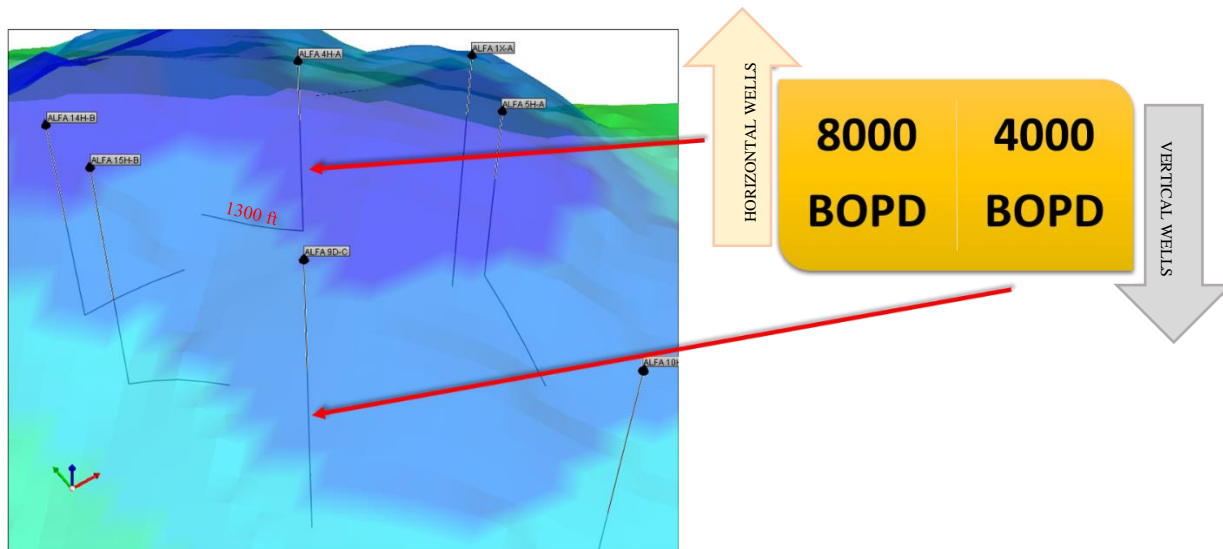 ALFA 4H-A
ALFA 1X-A
ALFA 5H-A
ALFA 14H-B
ALFA 15H-B
1300 ft
ALFA 9D-C
HORIZONTAL WELLS
8000
BOPD
4000
BOPD
VERTICAL WELLS